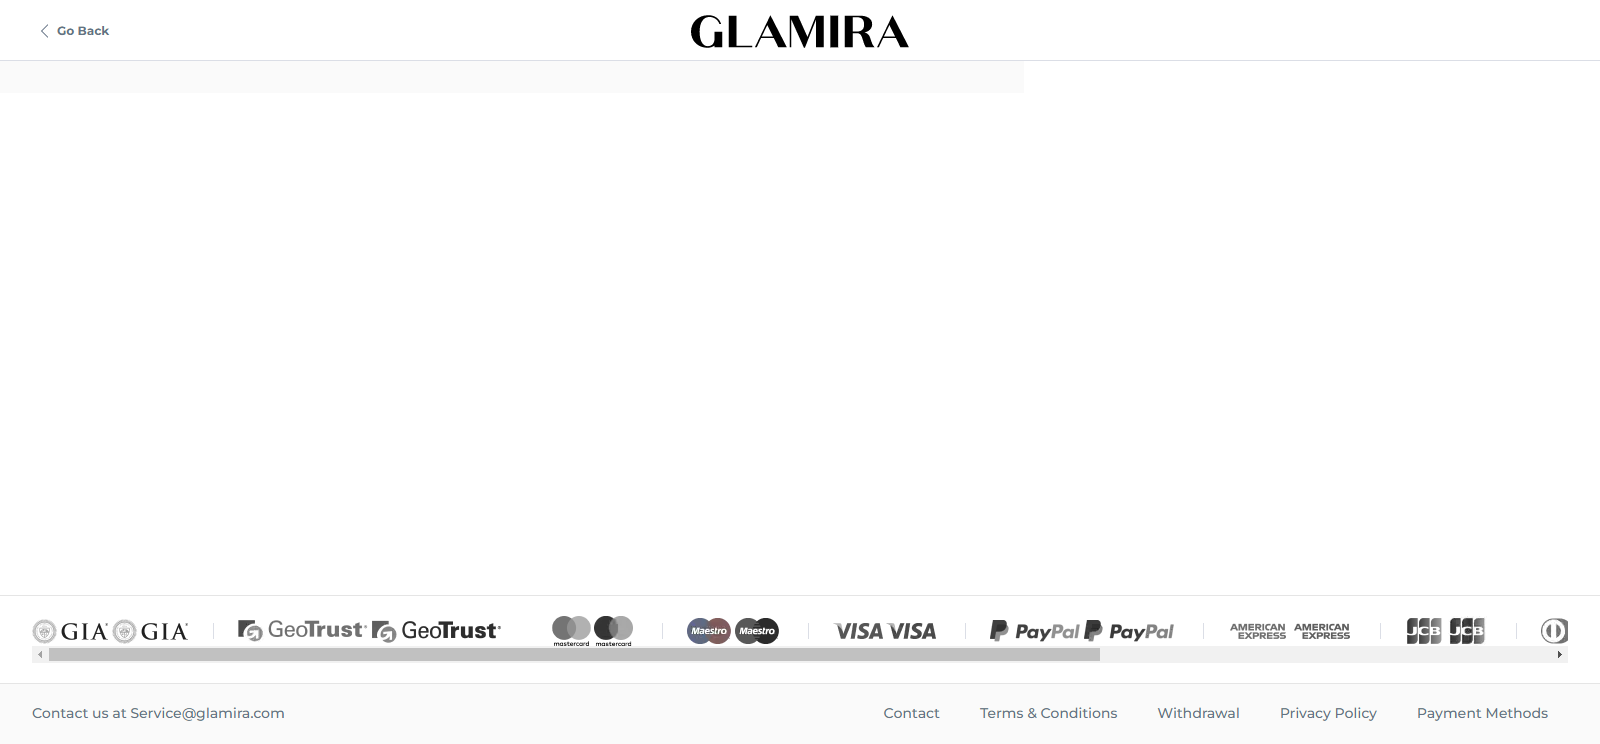 Go Back
GLAMIRA
GIA GIA GeoTrust GeoTrust mastercard mastercard Maestro Maestro VISA VISA PayPal PayPal AMERICAN EXPRESS AMERICAN EXPRESS JCB JCB
Contact us at Service@glamira.com Contact Terms & Conditions Withdrawal Privacy Policy Payment Methods